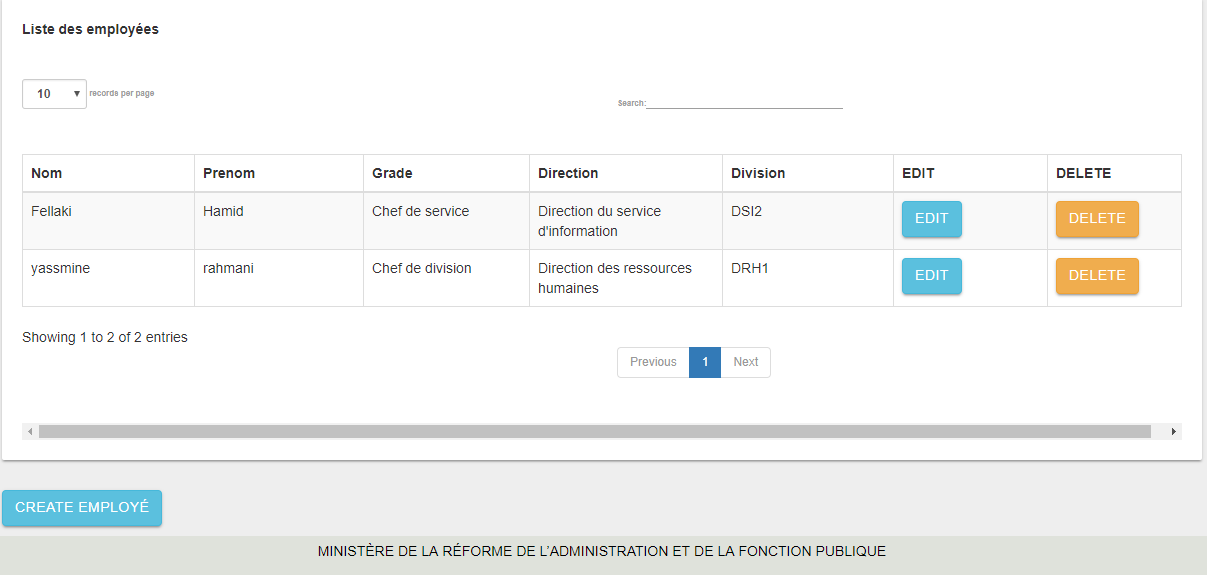 Liste des employées
10 records per page
Search:
Nom Prenom Grade Direction Division EDIT DELETE
Fellaki Hamid Chef de service Direction du service DSI2 EDIT DELETE
d'information
yassmine rahmani Chef de division Direction des ressources DRH1 EDIT DELETE
humaines
Showing 1 to 2 of 2 entries
Previous 1 Next
CREATE EMPLOYÉ
MINISTÈRE DE LA RÉFORME DE L’ADMINISTRATION ET DE LA FONCTION PUBLIQUE